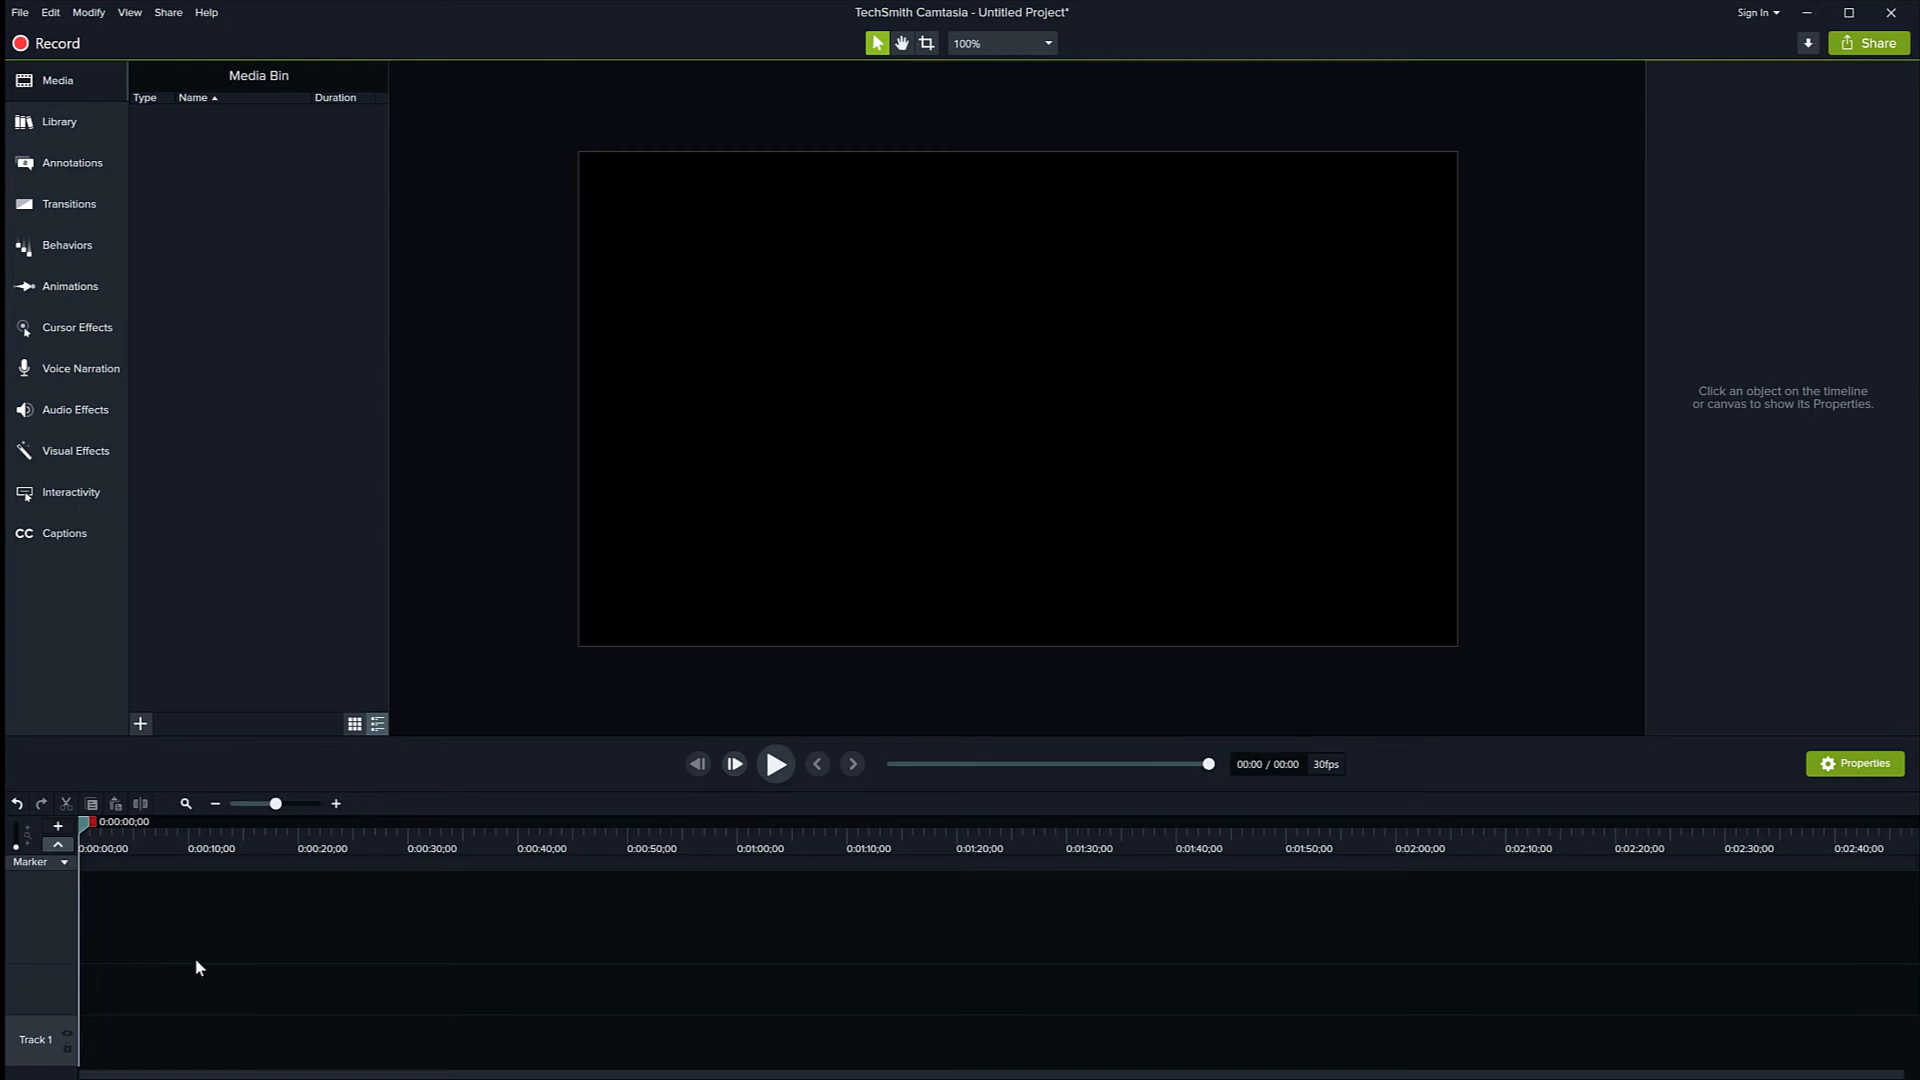 File Edit Modify View Share Help
TechSmith Camtasia - Untitled Project*
Sign In
Record
100%
Share
Media
Library
Annotations
Transitions
Behaviors
Animations
Cursor Effects
Voice Narration
Audio Effects
Visual Effects
Interactivity
CC Captions
Media Bin
Type Name Duration
Click an object on the timeline
or canvas to show its Properties.
00:00 / 00:00 30fps
Properties
0:00:00;00
0:00:00;00 0:00:10;00 0:00:20;00 0:00:30;00 0:00:40;00 0:00:50;00 0:01:00;00 0:01:10;00 0:01:20;00 0:01:30;00 0:01:40;00 0:01:50;00 0:02:00;00 0:02:10;00 0:02:20;00 0:02:30;00 0:02:40;00
Marker
Track 1